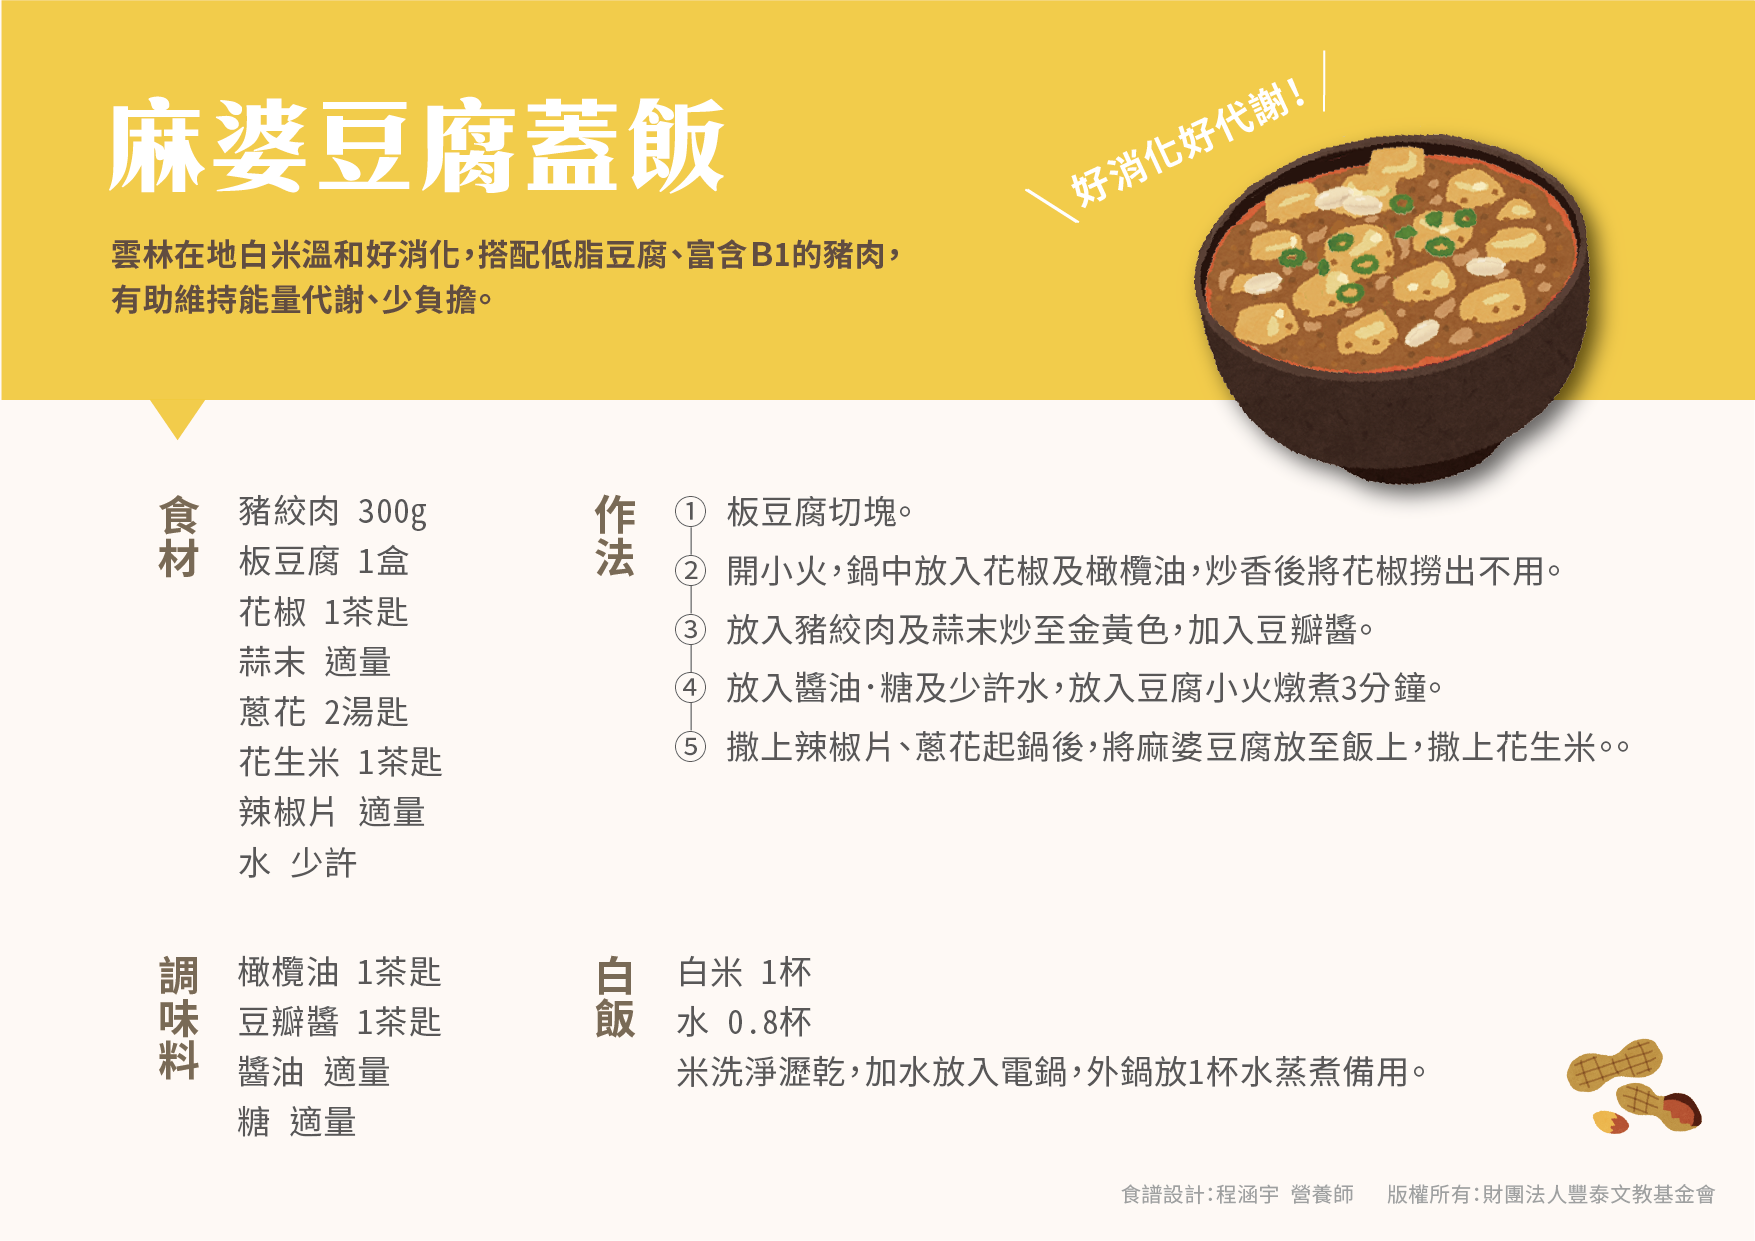 麻婆豆腐蓋飯
好消化好代謝！
雲林在地白米溫和好消化，搭配低脂豆腐、富含B1的豬肉，
有助維持能量代謝、少負擔。
食材
豬絞肉 300g
板豆腐 1盒
花椒 1茶匙
蒜末 適量
蔥花 2湯匙
花生米 1茶匙
辣椒片 適量
水 少許
作法
① 板豆腐切塊。
② 開小火，鍋中放入花椒及橄欖油，炒香後將花椒撈出不用。
③ 放入豬絞肉及蒜末炒至金黃色，加入豆瓣醬。
④ 放入醬油·糖及少許水，放入豆腐小火燉煮3分鐘。
⑤ 撒上辣椒片、蔥花起鍋後，將麻婆豆腐放至飯上，撒上花生米。。
調味料
橄欖油 1茶匙
豆瓣醬 1茶匙
醬油 適量
糖 適量
白飯
白米 1杯
水 0.8杯
米洗淨瀝乾，加水放入電鍋，外鍋放1杯水蒸煮備用。
食譜設計：程涵宇 營養師 版權所有：財團法人豐泰文教基金會